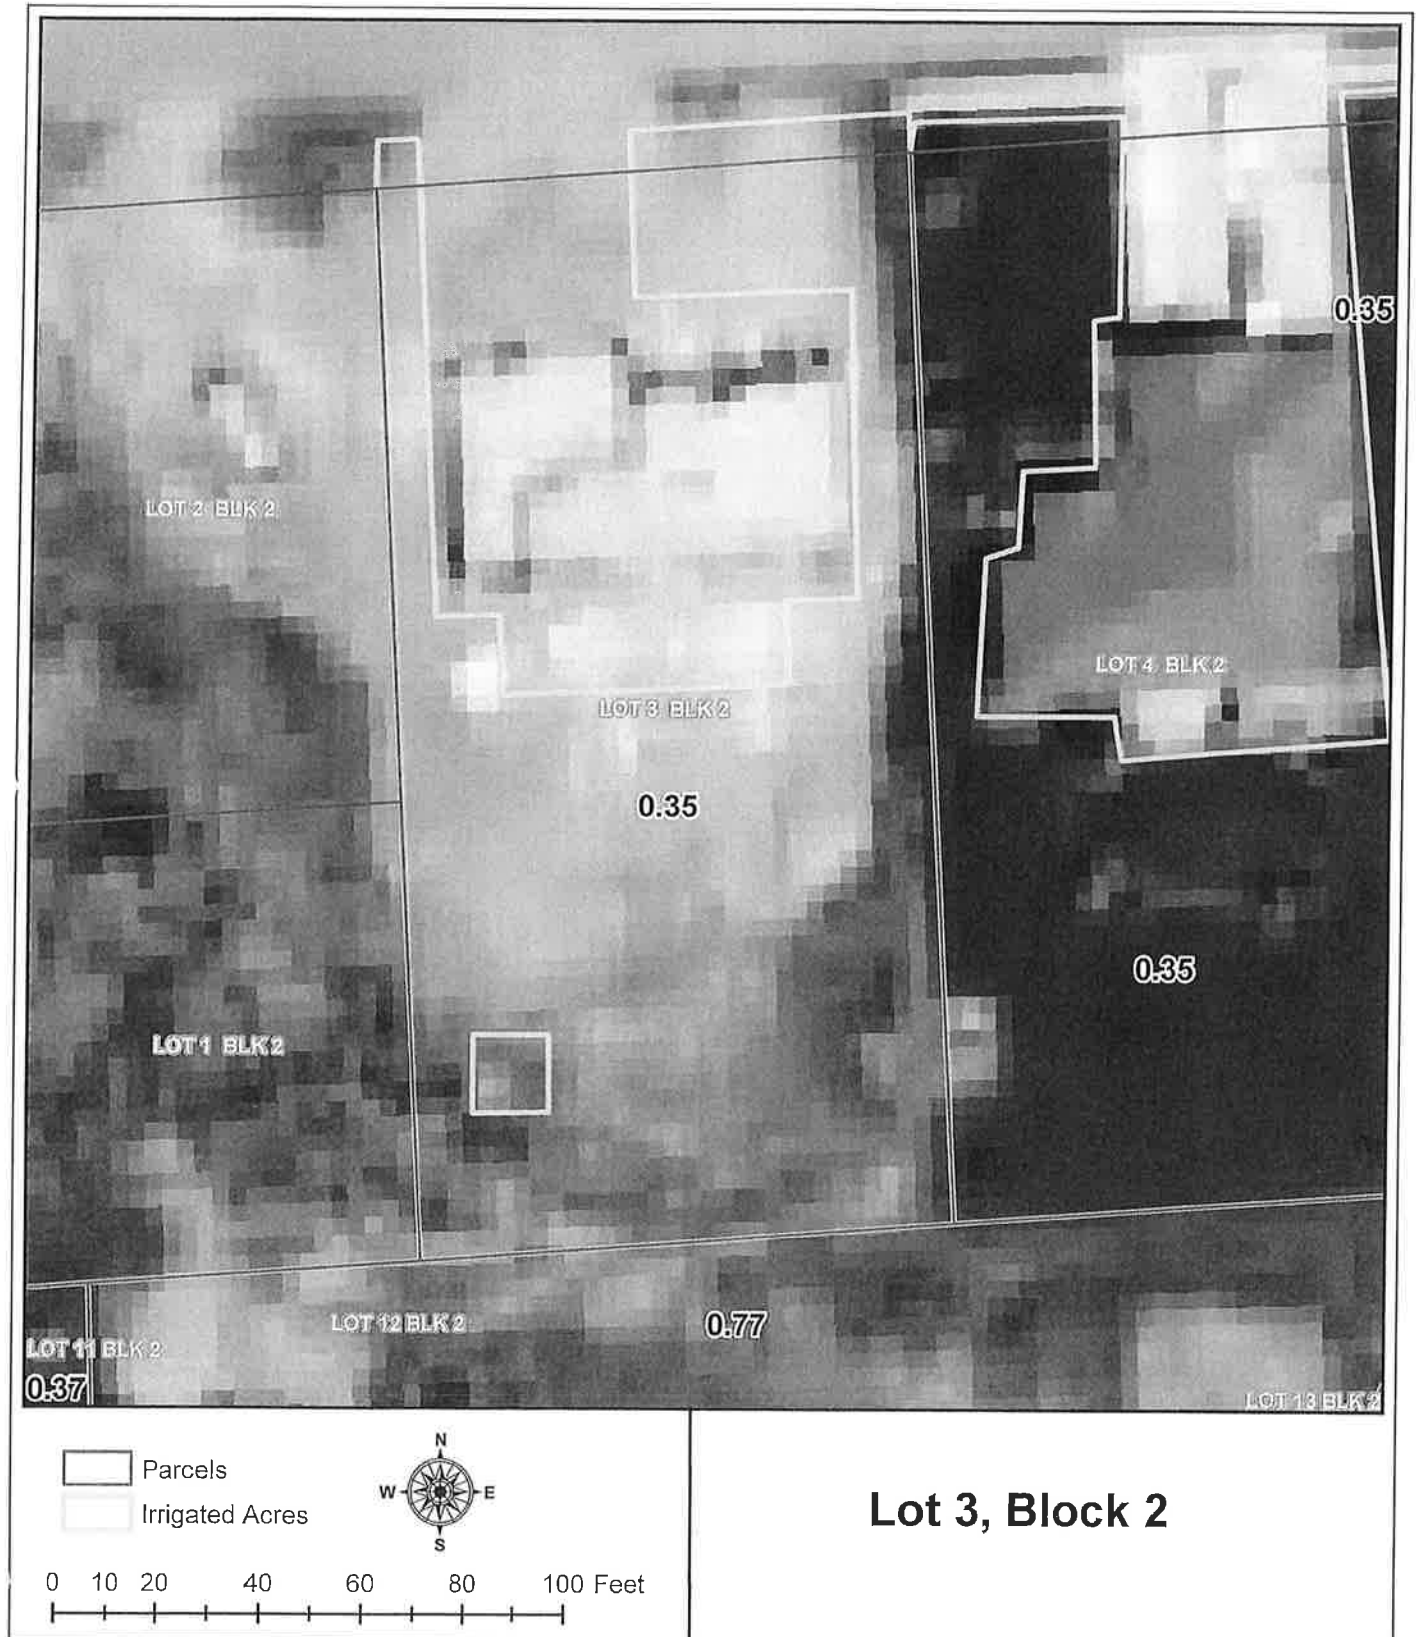 0.35
LOT 2 BLK 2
LOT 4 BLK 2
LOT 3 BLK 2
0.35
0.35
LOT 1 BLK 2
LOT 12 BLK 2
0.77
LOT 11 BLK 2
0.37
LOT 13 BLK 2
Parcels
Irrigated Acres
N
W E
S
Lot 3, Block 2
0 10 20 40 60 80 100 Feet